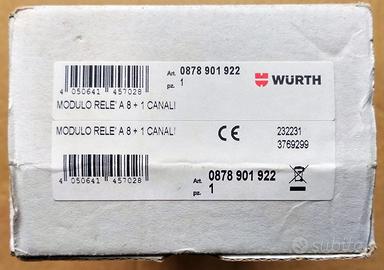 Art. 0878 901 922
pz. 1
WÜRTH
4 050641 457028
MODULO RELE' A 8 + 1 CANALI
MODULO RELE' A 8 + 1 CANALI
CE
232231
3769299
4 050641 457028
Art. 0878 901 922
pz. 1
subito